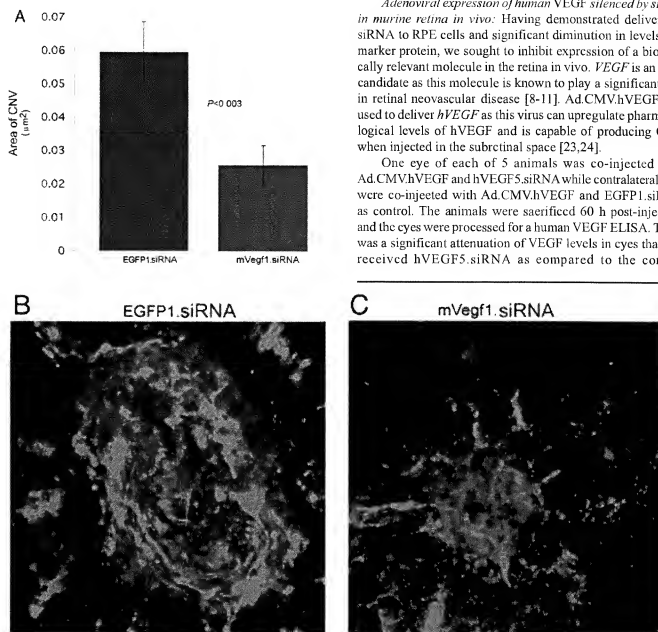 A
0.07
0.06
0.05
0.04
0.03
0.02
0.01
0
Area of CNV
(μm²)
P<0 003
EGFP1.siRNA
mVegf1.siRNA
Adenoviral expression of human VEGF silenced by si
in murine retina in vivo: Having demonstrated deliver
siRNA to RPE cells and significant diminution in levels
marker protein, we sought to inhibit expression of a bio
cally relevant molecule in the retina in vivo. VEGF is an
candidate as this molecule is known to play a significant
in retinal neovascular disease [8-11]. Ad.CMV.hVEGF
used to deliver hVEGF as this virus can upregulate pharm
logical levels of hVEGF and is capable of producing
when injected in the subretinal space [23,24].
One eye of each of 5 animals was co-injected
Ad.CMV.hVEGF and hVEGF5.siRNA while contralateral
were co-injected with Ad.CMV.hVEGF and EGFP1.si
as control. The animals were sacrificed 60 h post-injec
and the eyes were processed for a human VEGF ELISA. T
was a significant attenuation of VEGF levels in eyes tha
received hVEGF5.siRNA as compared to the con
B
EGFP1.siRNA
C
mVegf1.siRNA